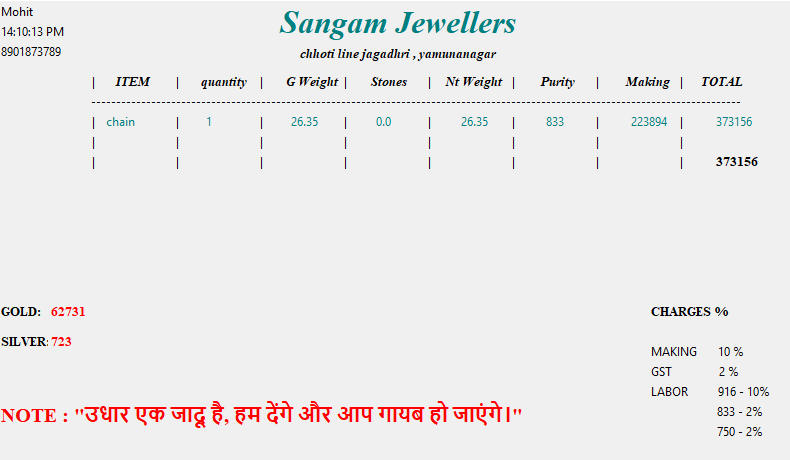 Mohit
Sangam Jewellers
14:10:13 PM
8901873789
chhoti line jagadhri , yamunanagar
| ITEM | quantity | G Weight | Stones | Nt Weight | Purity | Making | TOTAL
| chain | 1 | 26.35 | 0.0 | 26.35 | 833 | 223894 | 373156
373156
GOLD: 62731
CHARGES %
SILVER: 723
MAKING 10 %
GST 2 %
LABOR 916 - 10%
833 - 2%
NOTE : "उधार एक जादू है, हम देंगे और आप गायब हो जाएंगे।"
750 - 2%